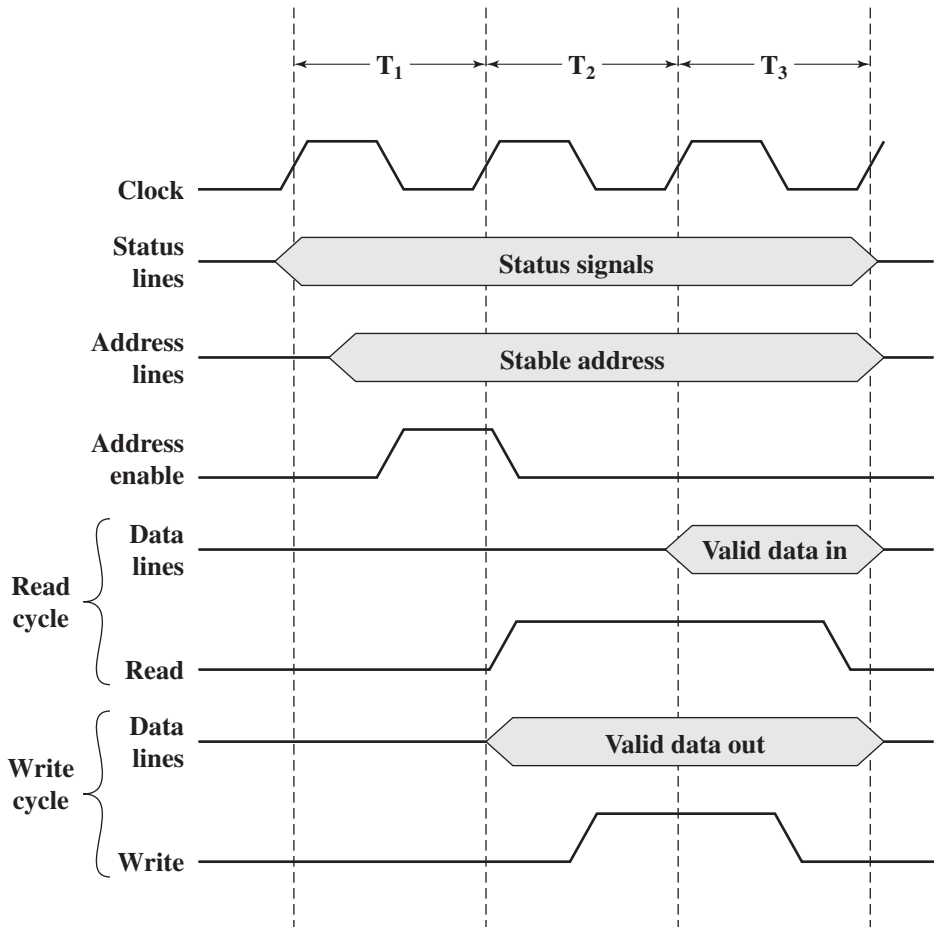 T1
T2
T3
Clock
Status
lines
Status signals
Address
lines
Stable address
Address
enable
Read
cycle
Data
lines
Valid data in
Read
Write
cycle
Data
lines
Valid data out
Write